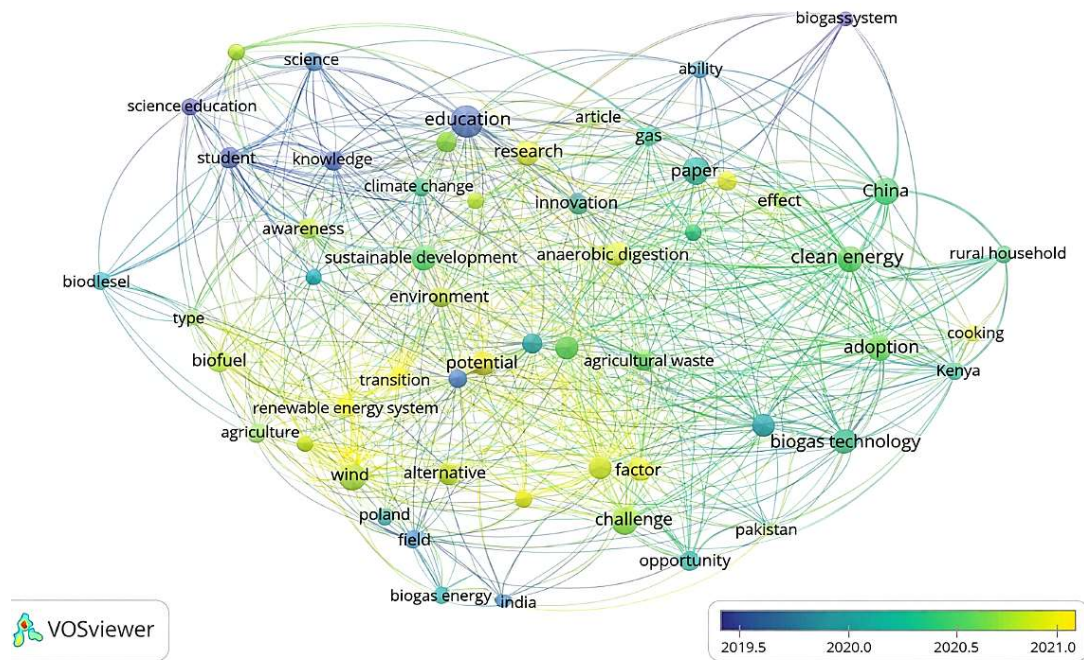 biogassystem
science
ability
science education
education
article
gas
research
student
knowledge
paper
climate change
China
effect
innovation
awareness
sustainable development
anaerobic digestion
clean energy
rural household
biodlesel
environment
type
cooking
adoption
biofuel
potential
agricultural waste
Kenya
transition
renewable energy system
agriculture
biogas technology
wind
alternative
factor
poland
challenge
pakistan
field
opportunity
biogas energy
india
VOSviewer
2019.5
2020.0
2020.5
2021.0